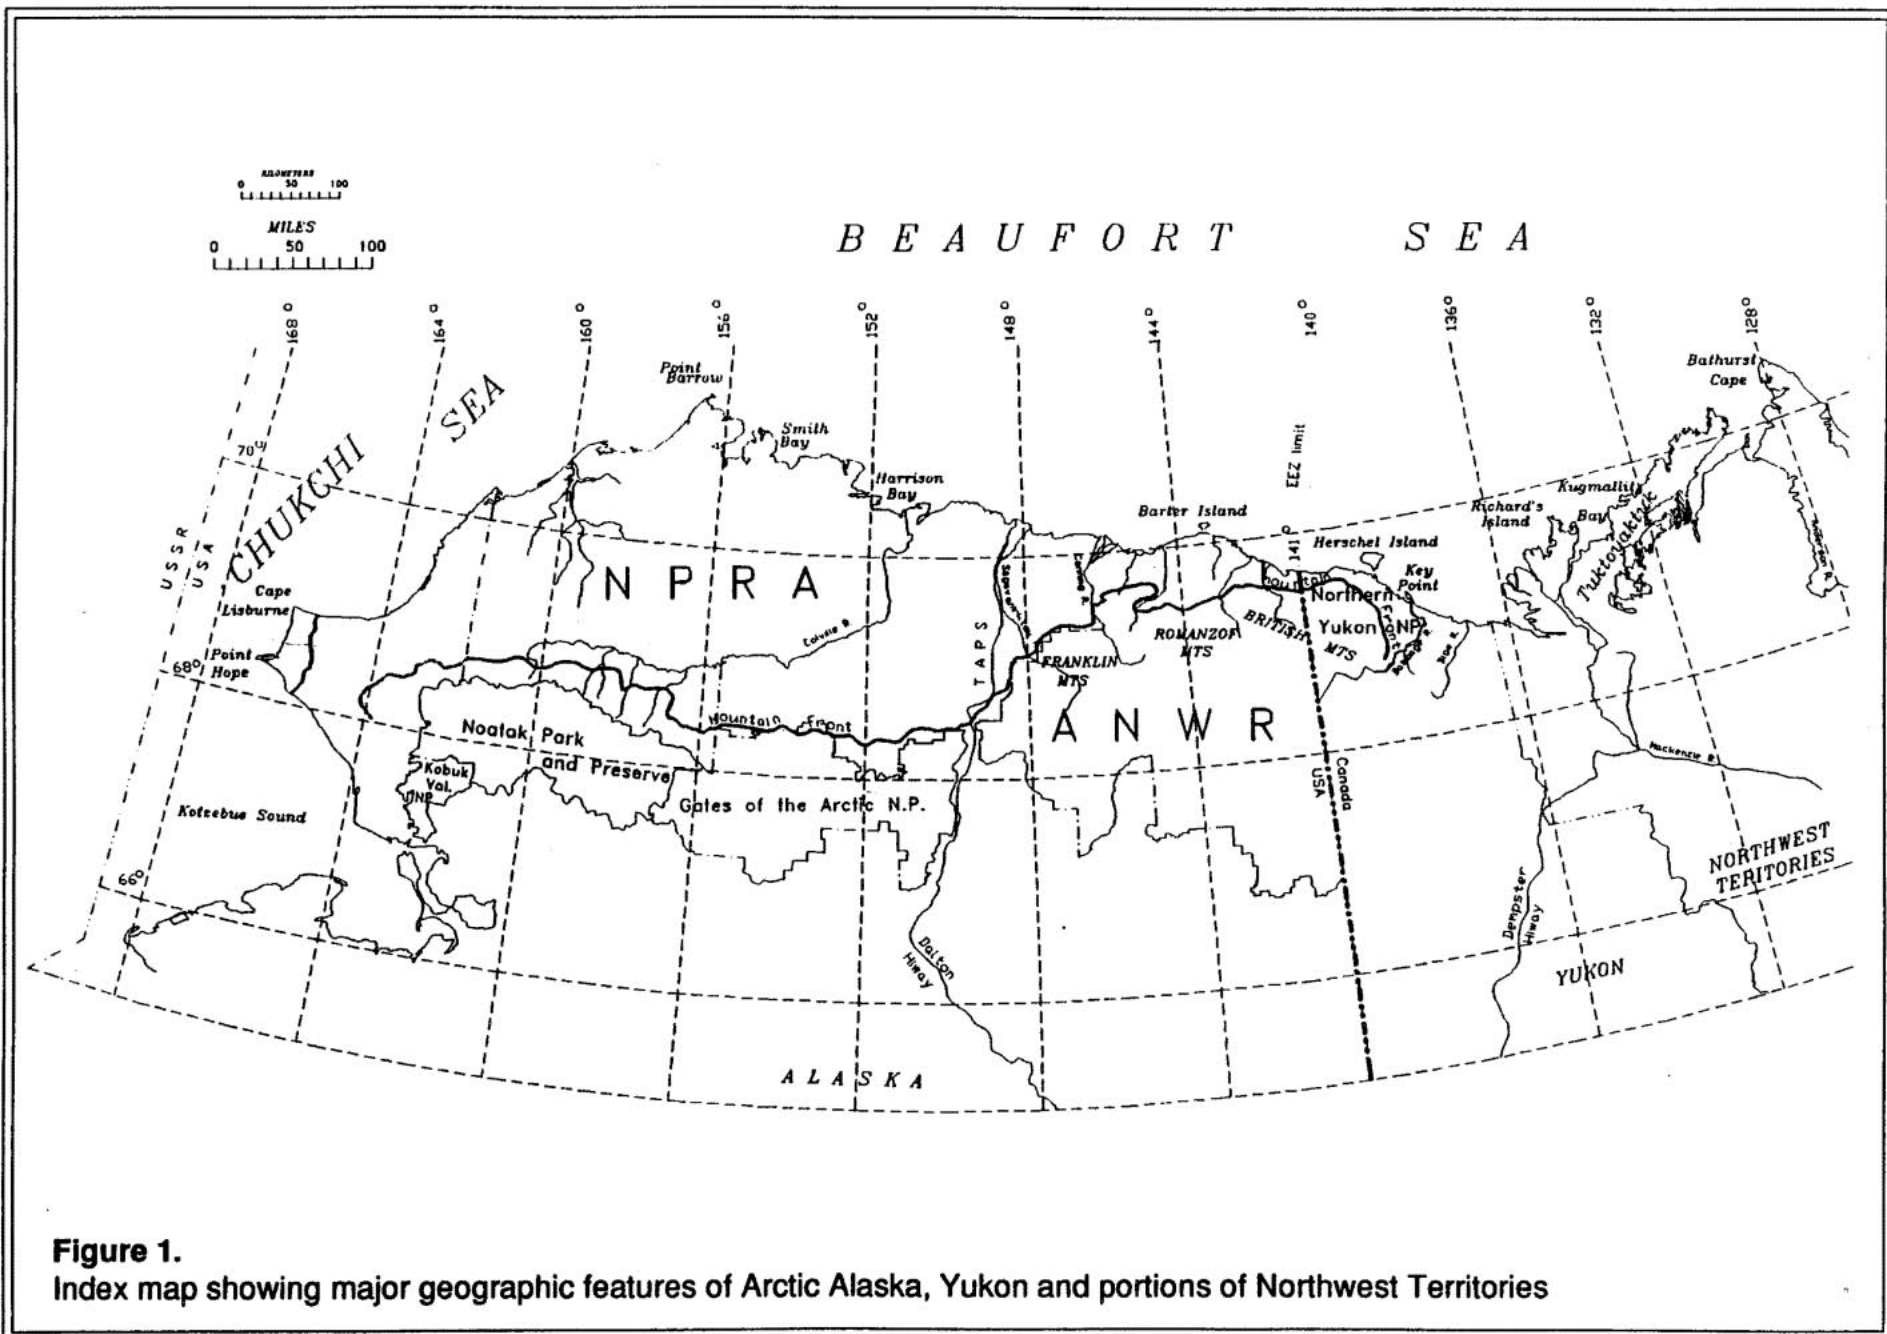 KILOMETERS
0 50 100
MILES
0 50 100
BEAUFORT SEA
168°
164°
160°
156°
152°
148°
144°
140°
136°
132°
128°
CHUKCHI SEA
Point
Barrow
Smith
Bay
Harrison
Bay
EEZ limit
Bathurst
Cape
70°
USSR
USA
Barter Island
141°
Herschel Island
Key
Point
Richard's
Island
Kugmallit
Bay
Tuktoyaktuk
Cape
Lisburne
Point
Hope
68°
NPRA
Colville R.
TAPS
FRANKLIN
MTS
ROMANZOF
MTS
BRITISH
MTS
Mountain
Front
Northern
Yukon NP
Mountain Front
ANWR
Noatak Park
and Preserve
Kobuk
Val.
NP
Gates of the Arctic N.P.
Kotzebue Sound
Canada
USA
Mackenzie R.
66°
NORTHWEST
TERITORIES
Dempster
Hiway
YUKON
Dalton
Hiway
ALASKA
Figure 1.
Index map showing major geographic features of Arctic Alaska, Yukon and portions of Northwest Territories